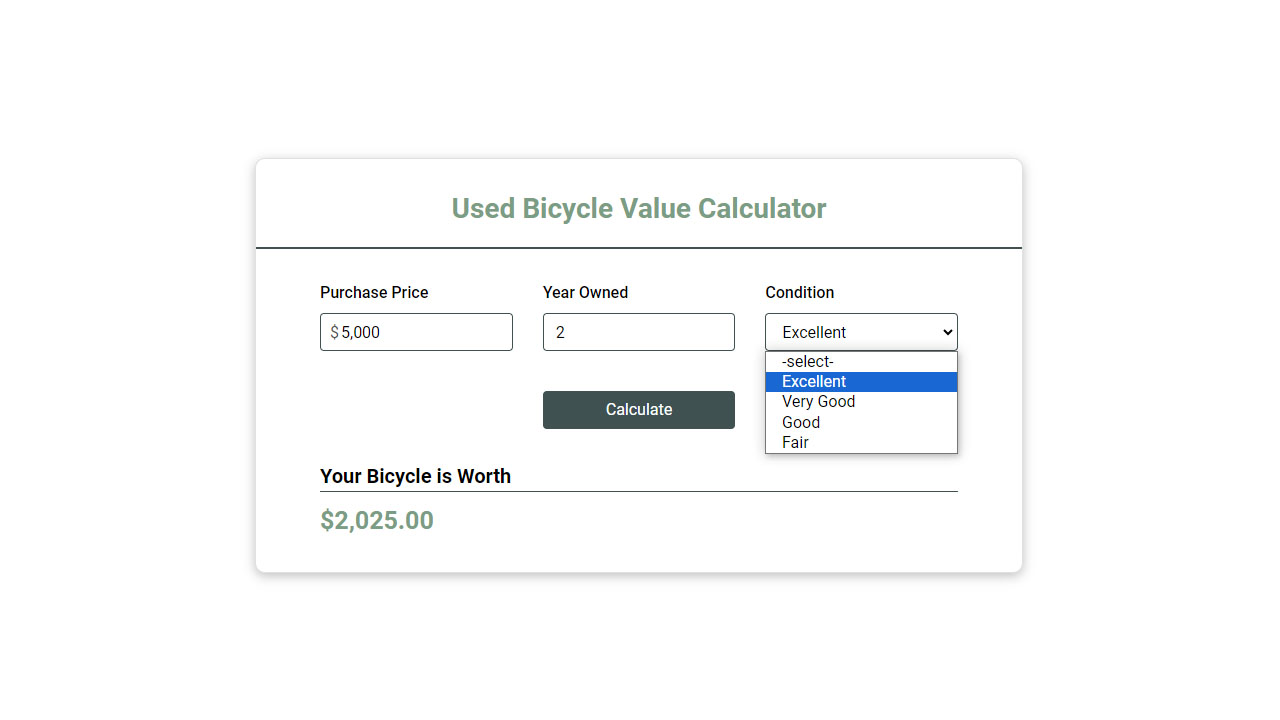 Used Bicycle Value Calculator
Purchase Price
Year Owned
Condition
$5,000
2
Excellent
-select-
Excellent
Very Good
Good
Fair
Calculate
Your Bicycle is Worth
$2,025.00